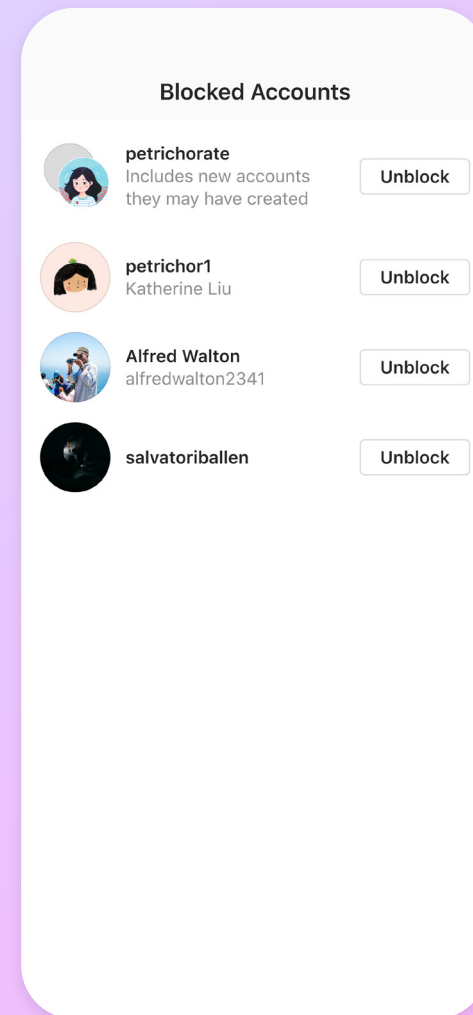 Blocked Accounts
petrichorate
Includes new accounts
they may have created
Unblock
petrichor1
Katherine Liu
Unblock
Alfred Walton
alfredwalton2341
Unblock
salvatoriballen
Unblock